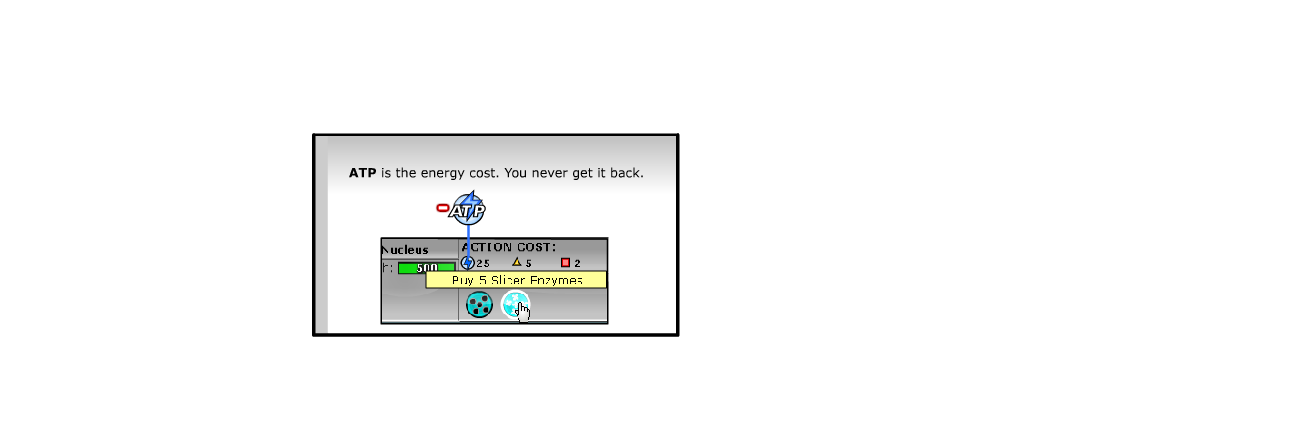 ATP is the energy cost. You never get it back.
ATP
Nucleus
ACTION COST:
500
25
5
2
Buy 5 Slicer Enzymes